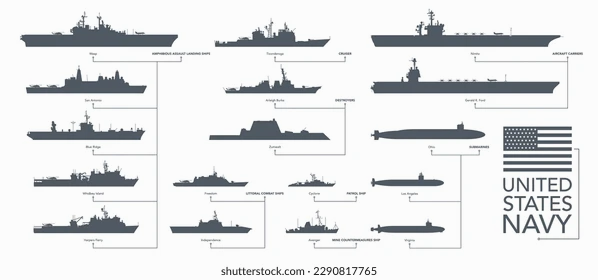 Wasp
AMPHIBIOUS ASSAULT LANDING SHIPS
Ticonderoga
CRUISER
Nimitz
AIRCRAFT CARRIERS
San Antonio
Arleigh Burke
DESTROYERS
Gerald R. Ford
Blue Ridge
Zumwalt
Ohio
SUBMARINES
Whidbey Island
Freedom
LITTORAL COMBAT SHIPS
Cyclone
PATROL SHIP
Los Angeles
Harpers Ferry
Independence
Avenger
MINE COUNTERMEASURES SHIP
Virginia
UNITED
STATES
NAVY
shutterstock.com · 2290817765